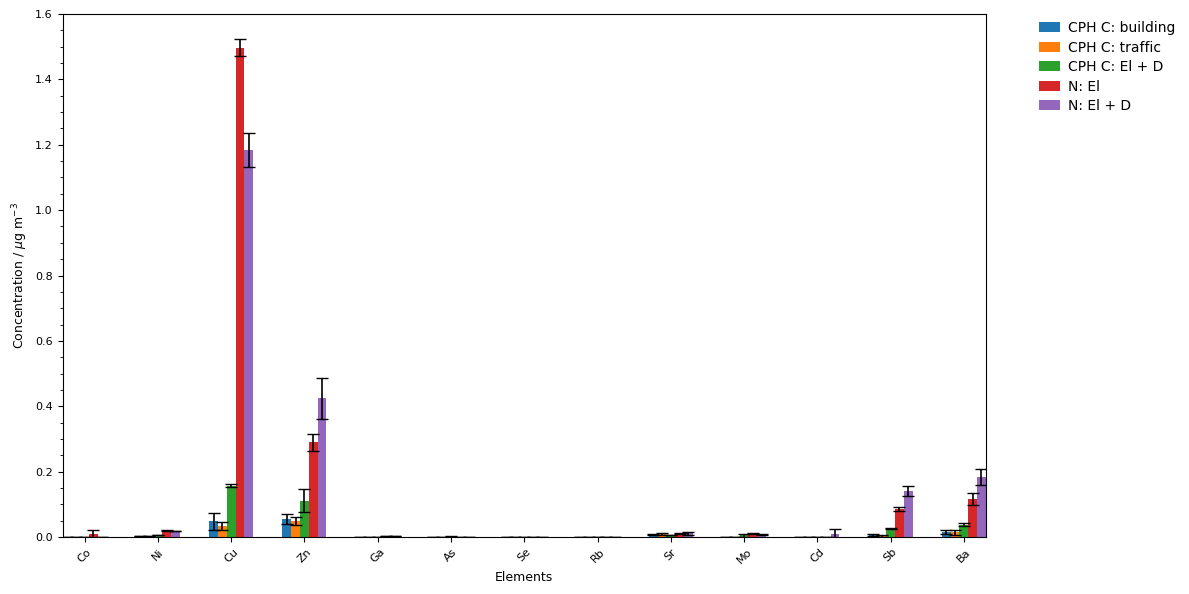 1.6
1.4
1.2
1.0
0.8
0.6
0.4
0.2
0.0
Concentration / μg m⁻³
Co Ni Cu Zn Ga As Se Rb Sr Mo Cd Sb Ba
Elements
CPH C: building
CPH C: traffic
CPH C: El + D
N: El
N: El + D